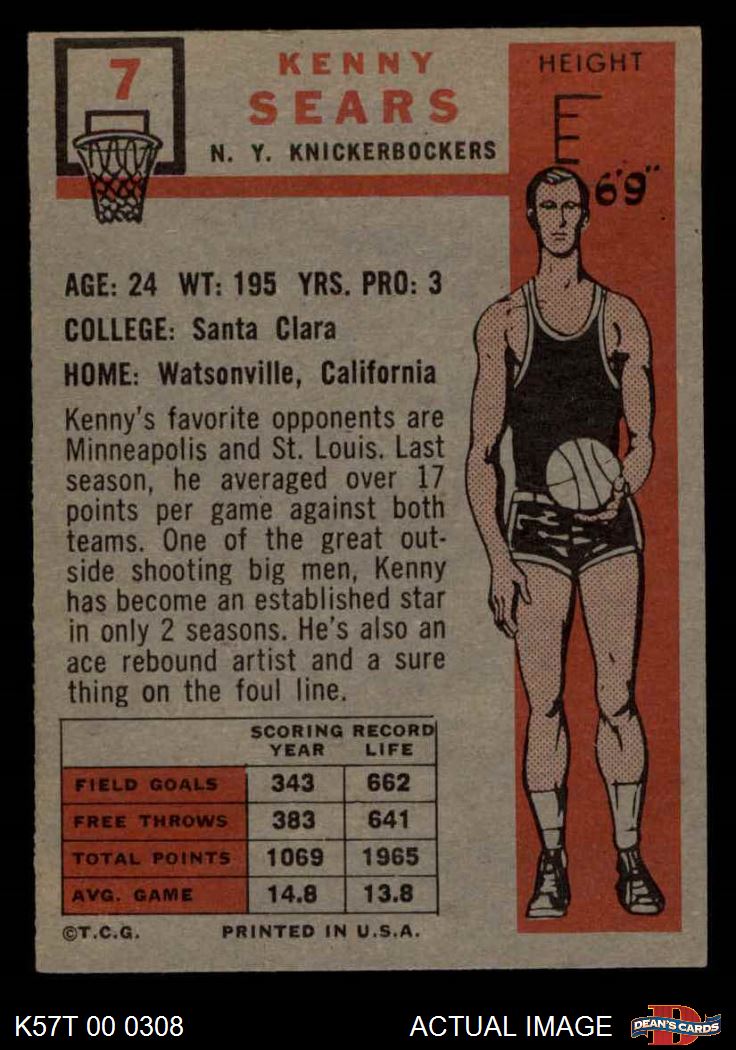 7
KENNY
SEARS
N. Y. KNICKERBOCKERS
HEIGHT
6'9"
AGE: 24 WT: 195 YRS. PRO: 3
COLLEGE: Santa Clara
HOME: Watsonville, California
Kenny's favorite opponents are
Minneapolis and St. Louis. Last
season, he averaged over 17
points per game against both
teams. One of the great out-
side shooting big men, Kenny
has become an established star
in only 2 seasons. He's also an
ace rebound artist and a sure
thing on the foul line.
SCORING RECORD
YEAR LIFE
FIELD GOALS 343 662
FREE THROWS 383 641
TOTAL POINTS 1069 1965
AVG. GAME 14.8 13.8
©T.C.G. PRINTED IN U.S.A.
K57T 00 0308 ACTUAL IMAGE
D
DEAN'S CARDS